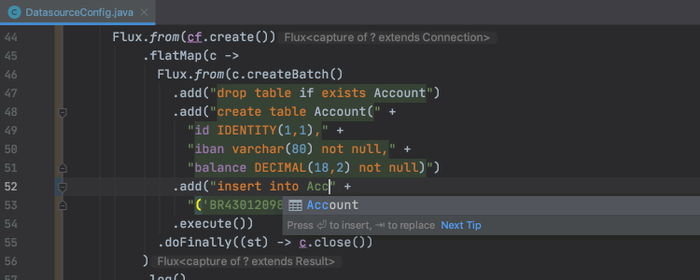 DatasourceConfig.java ×
44 Flux.from(cf.create()) Flux<capture of ? extends Connection>
45 .flatMap(c ->
46 Flux.from(c.createBatch()
47 .add("drop table if exists Account")
48 .add("create table Account(" +
49 "id IDENTITY(1,1)," +
50 "iban varchar(80) not null," +
51 "balance DECIMAL(18,2) not null)")
52 .add("insert into Acc" +
53 "('BR43012098
Account
54 .execute())
Press ⏎ to insert, ⇥ to replace Next Tip
55 .doFinally((st) -> c.close())
56 ) Flux<capture of ? extends Result>
57 .log()